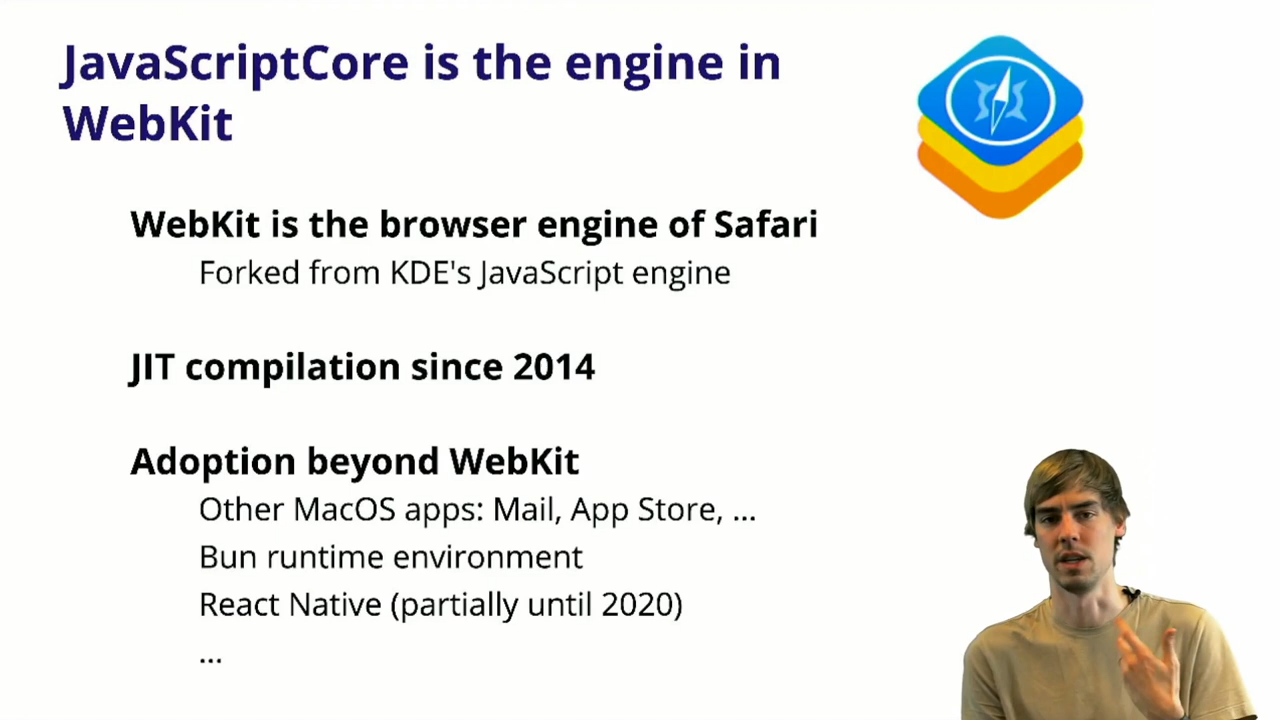 JavaScriptCore is the engine in
WebKit
WebKit is the browser engine of Safari
Forked from KDE's JavaScript engine
JIT compilation since 2014
Adoption beyond WebKit
Other MacOS apps: Mail, App Store, ...
Bun runtime environment
React Native (partially until 2020)
...